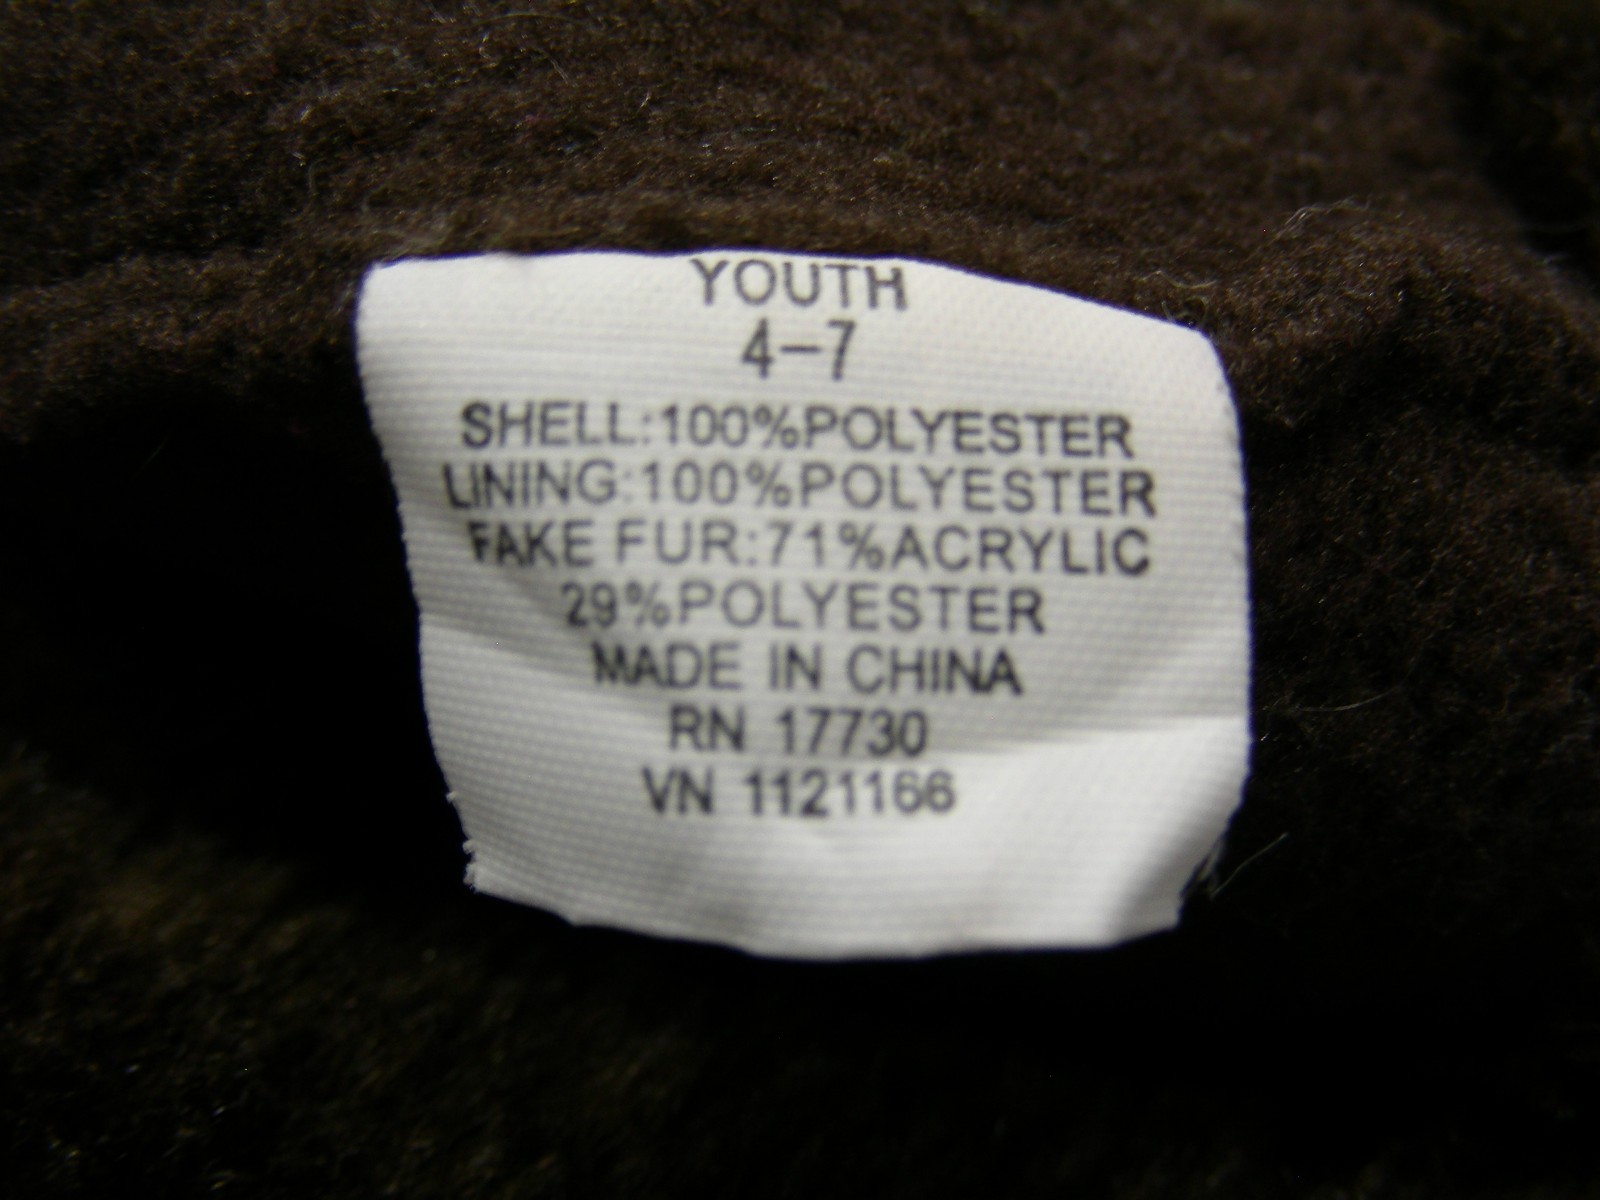 YOUTH
4-7
SHELL:100%POLYESTER
LINING:100%POLYESTER
FAKE FUR:71%ACRYLIC
29%POLYESTER
MADE IN CHINA
RN 17730
VN 1121166